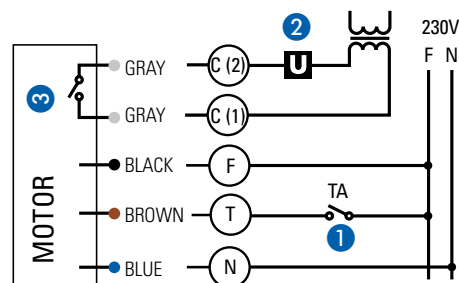 2
230V
F N
GRAY C (2) U
3
GRAY C (1)
BLACK F
TA
BROWN T
1
BLUE N
MOTOR